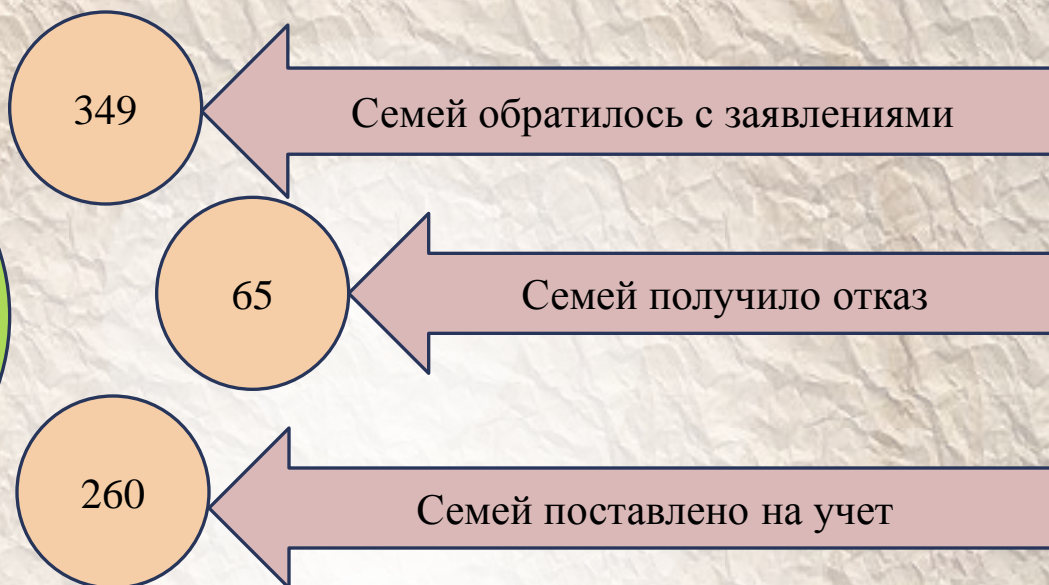 349
Семей обратилось с заявлениями
65
Семей получило отказ
260
Семей поставлено на учет